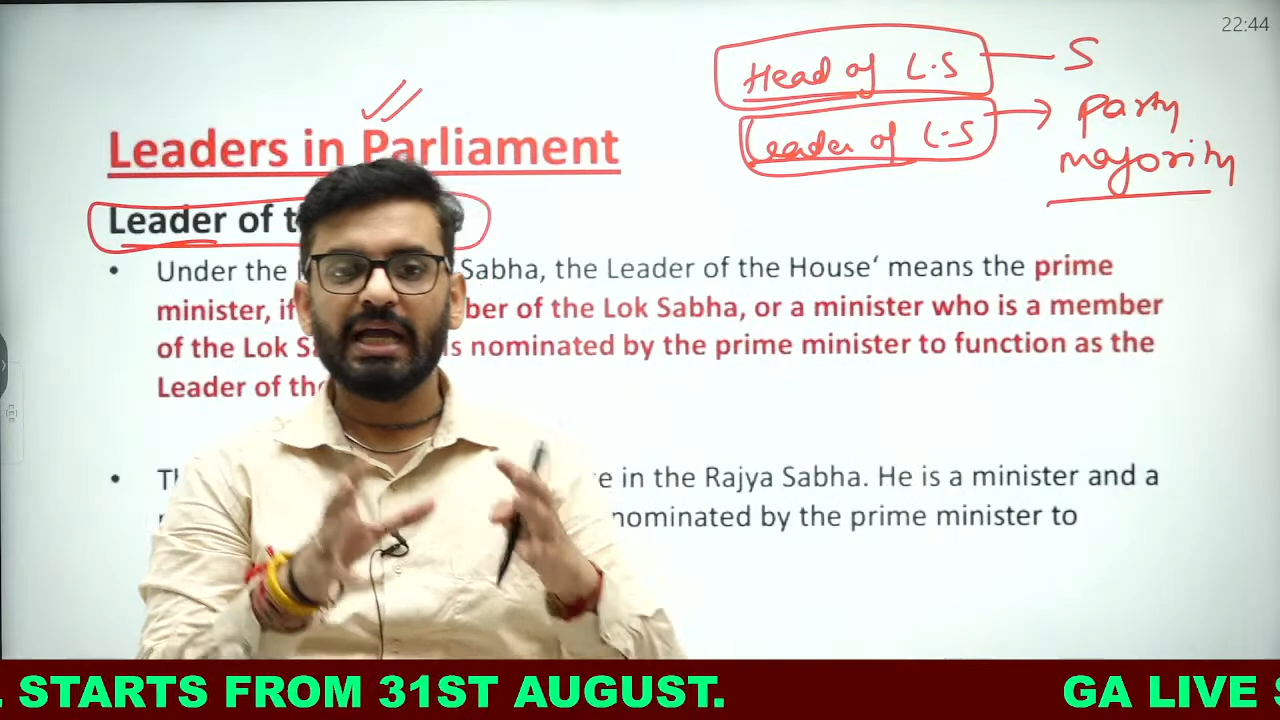 22:44
Head of L.S — S
Leader of L.S → party
majority
Leaders in Parliament
Leader of t
• Under the Sabha, the Leader of the House‘ means the prime
minister, if ber of the Lok Sabha, or a minister who is a member
of the Lok S is nominated by the prime minister to function as the
Leader of the
• Th e in the Rajya Sabha. He is a minister and a
nominated by the prime minister to
. STARTS FROM 31ST AUGUST. GA LIVE S